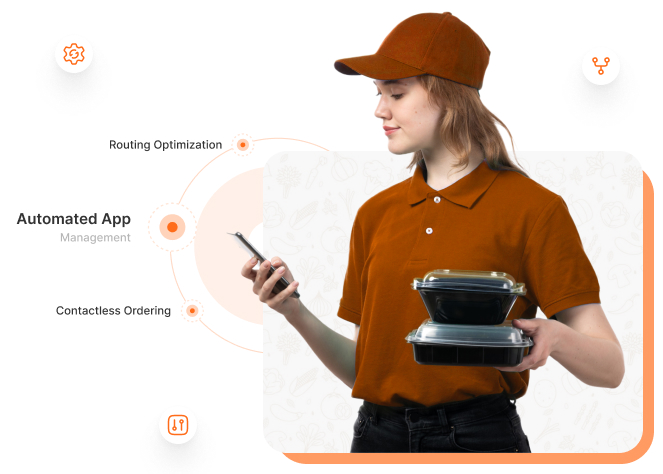 Routing Optimization
Automated App
Management
Contactless Ordering